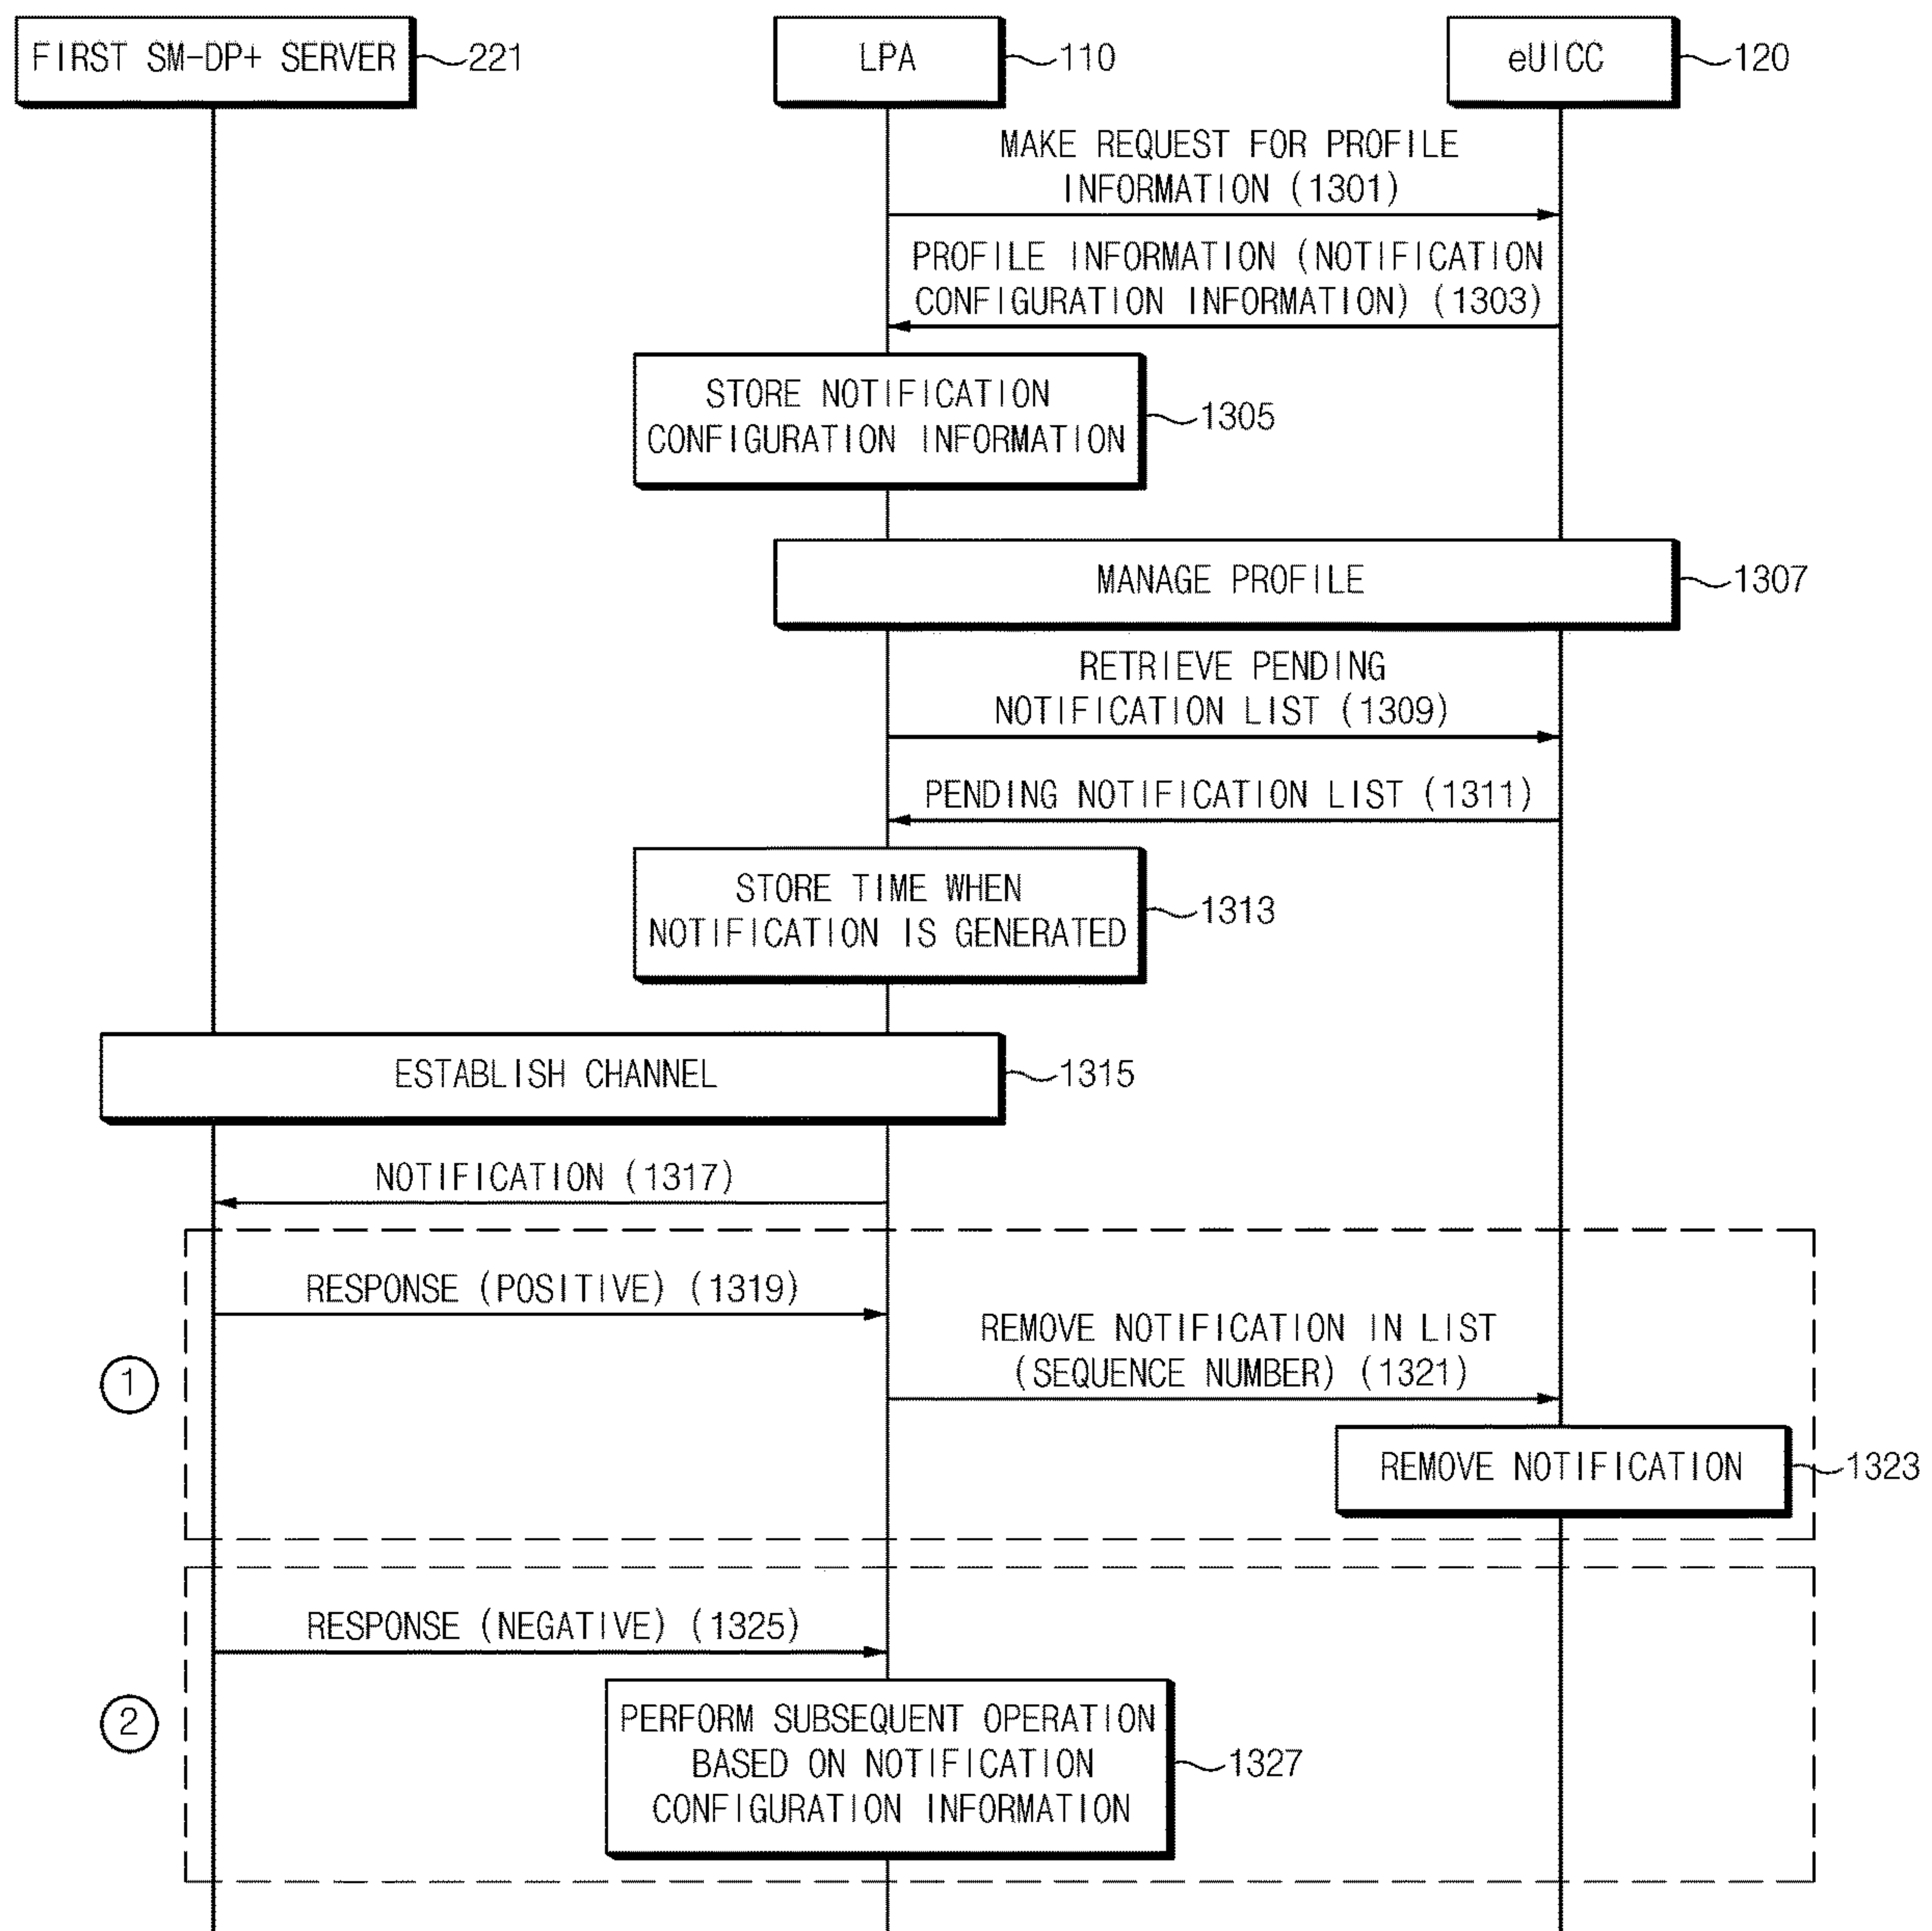 FIRST SM-DP+ SERVER
221
LPA
110
eUICC
120
MAKE REQUEST FOR PROFILE
INFORMATION (1301)
PROFILE INFORMATION (NOTIFICATION
CONFIGURATION INFORMATION) (1303)
STORE NOTIFICATION
CONFIGURATION INFORMATION
1305
MANAGE PROFILE
1307
RETRIEVE PENDING
NOTIFICATION LIST (1309)
PENDING NOTIFICATION LIST (1311)
STORE TIME WHEN
NOTIFICATION IS GENERATED
1313
ESTABLISH CHANNEL
1315
NOTIFICATION (1317)
RESPONSE (POSITIVE) (1319)
REMOVE NOTIFICATION IN LIST
(SEQUENCE NUMBER) (1321)
1
REMOVE NOTIFICATION
1323
RESPONSE (NEGATIVE) (1325)
2
PERFORM SUBSEQUENT OPERATION
BASED ON NOTIFICATION
CONFIGURATION INFORMATION
1327